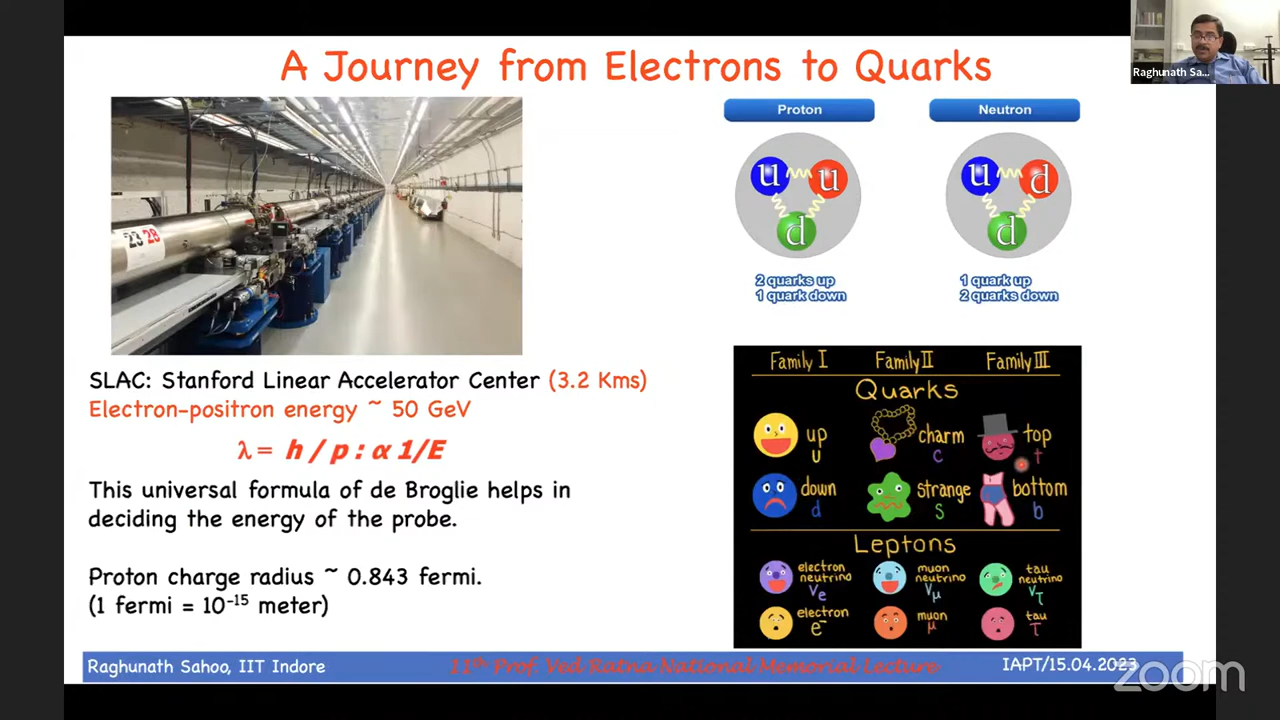 A Journey from Electrons to Quarks
Raghunath Sa...
23 28
SLAC: Stanford Linear Accelerator Center (3.2 Kms)
Electron-positron energy ~ 50 GeV
λ = h / p : α 1/E
This universal formula of de Broglie helps in
deciding the energy of the probe.
Proton charge radius ~ 0.843 fermi.
(1 fermi = 10⁻¹⁵ meter)
Proton
u u
d
2 quarks up
1 quark down
Neutron
u d
d
1 quark up
2 quarks down
Family I Family II Family III
Quarks
up charm top
u c t
down strange bottom
d s b
Leptons
electron neutrino muon neutrino tau neutrino
νe νμ ντ
electron muon tau
e⁻ μ τ
Raghunath Sahoo, IIT Indore
11th Prof. Ved Ratna National Memorial Lecture
IAPT/15.04.2023
zoom